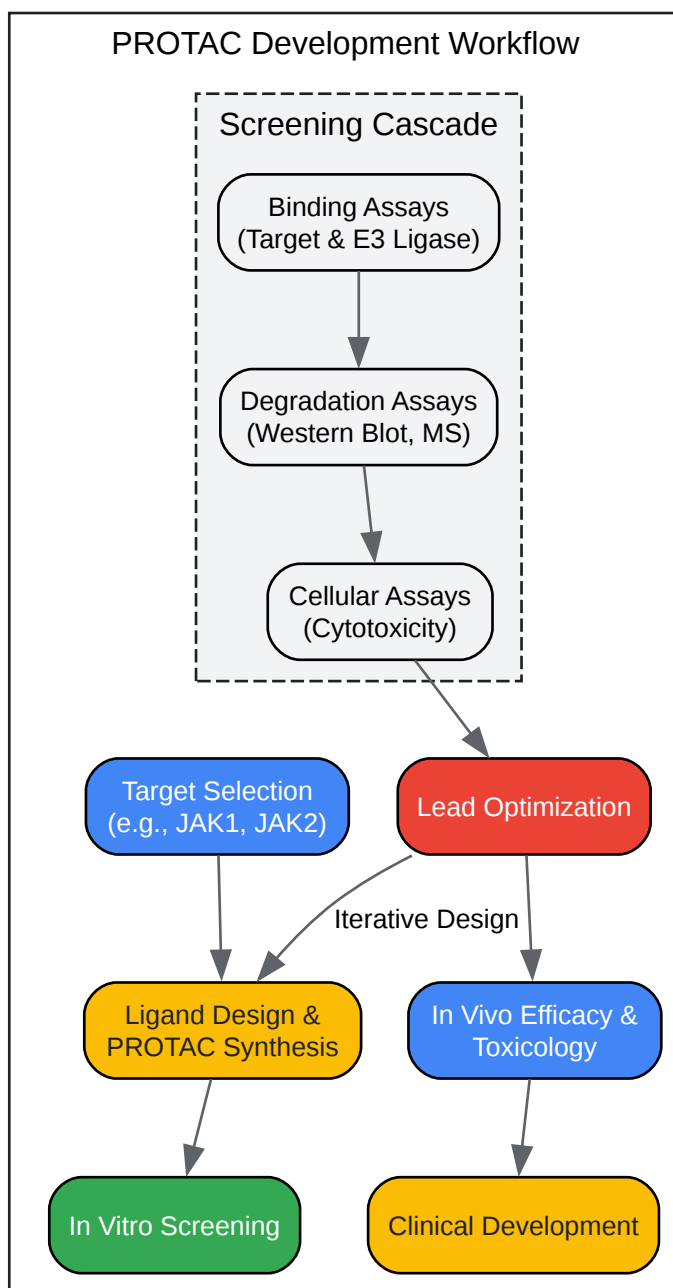 PROTAC Development Workflow
Screening Cascade
Binding Assays
(Target & E3 Ligase)
Degradation Assays
(Western Blot, MS)
Cellular Assays
(Cytotoxicity)
Target Selection
(e.g., JAK1, JAK2)
Lead Optimization
Iterative Design
Ligand Design &
PROTAC Synthesis
In Vivo Efficacy &
Toxicology
In Vitro Screening
Clinical Development